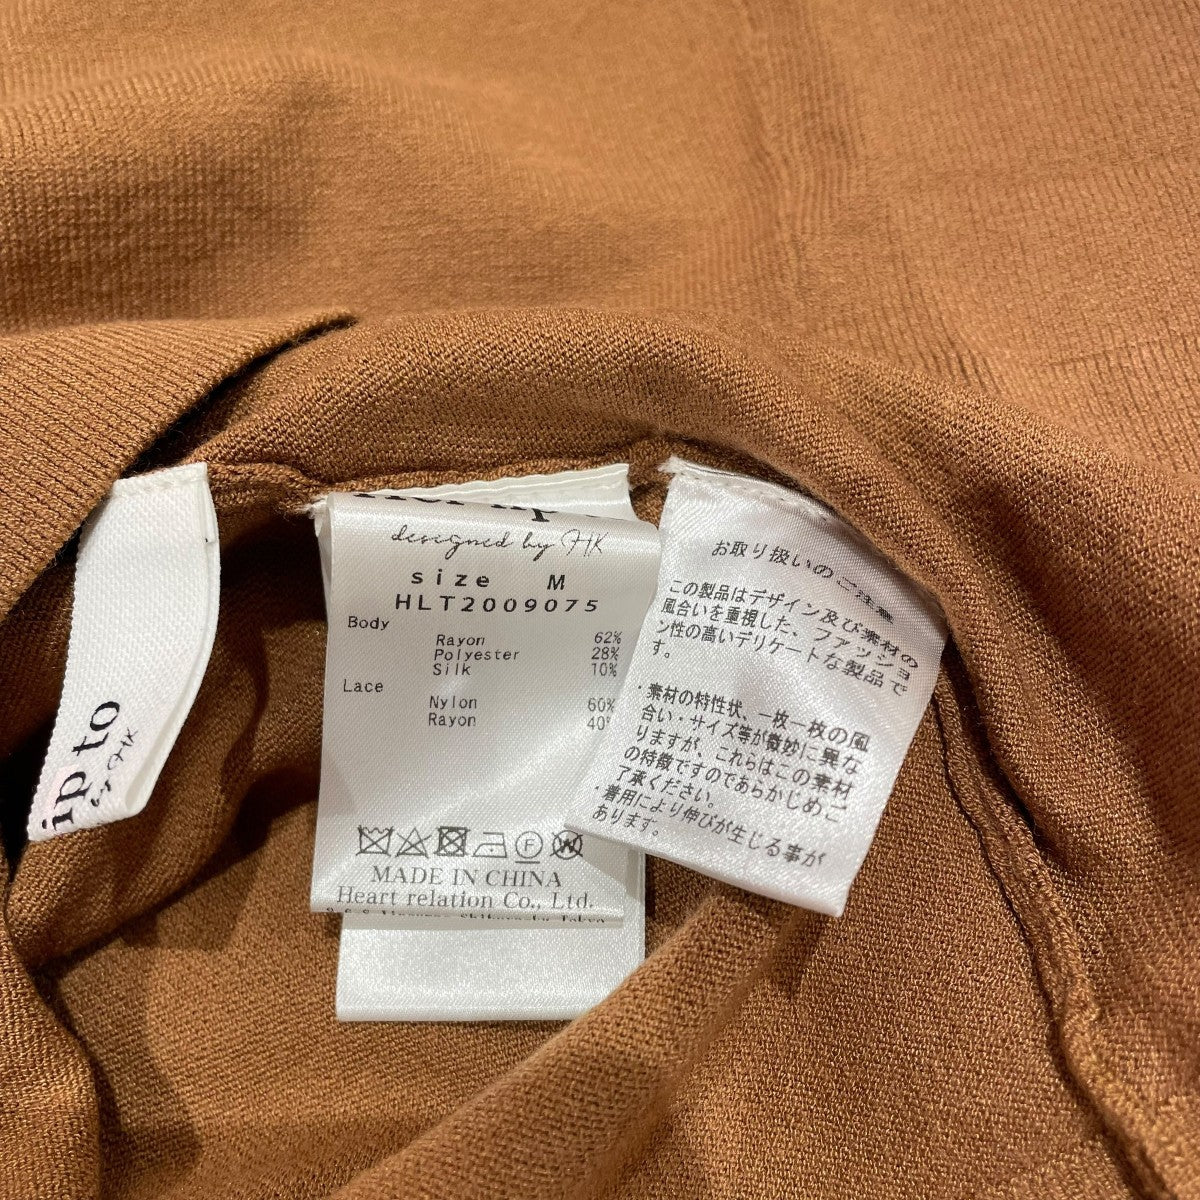 ip to
by HK
designed by HK
size M
HLT2009075
Body
Rayon 62%
Polyester 28%
Silk 10%
Lace
Nylon 60%
Rayon 40%
F
W
MADE IN CHINA
Heart relation Co., Ltd.
お取り扱いのご注意
この製品はデザイン及び素材の
風合いを重視した、ファッショ
ン性の高いデリケートな製品で
す。
・素材の特性状、一枚一枚の風
合い・サイズ等が微妙に異な
りますが、これらはこの素材
の特徴ですのであらかじめご
了承ください。
・着用により伸びが生じる事が
あります。